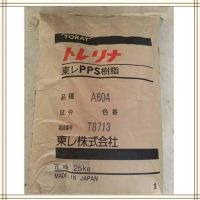 TORAY
トレリナ
東レPPS樹脂
品種 A604
区分 色番
T8713
東レ株式会社
正味 25kg
MADE IN JAPAN
1